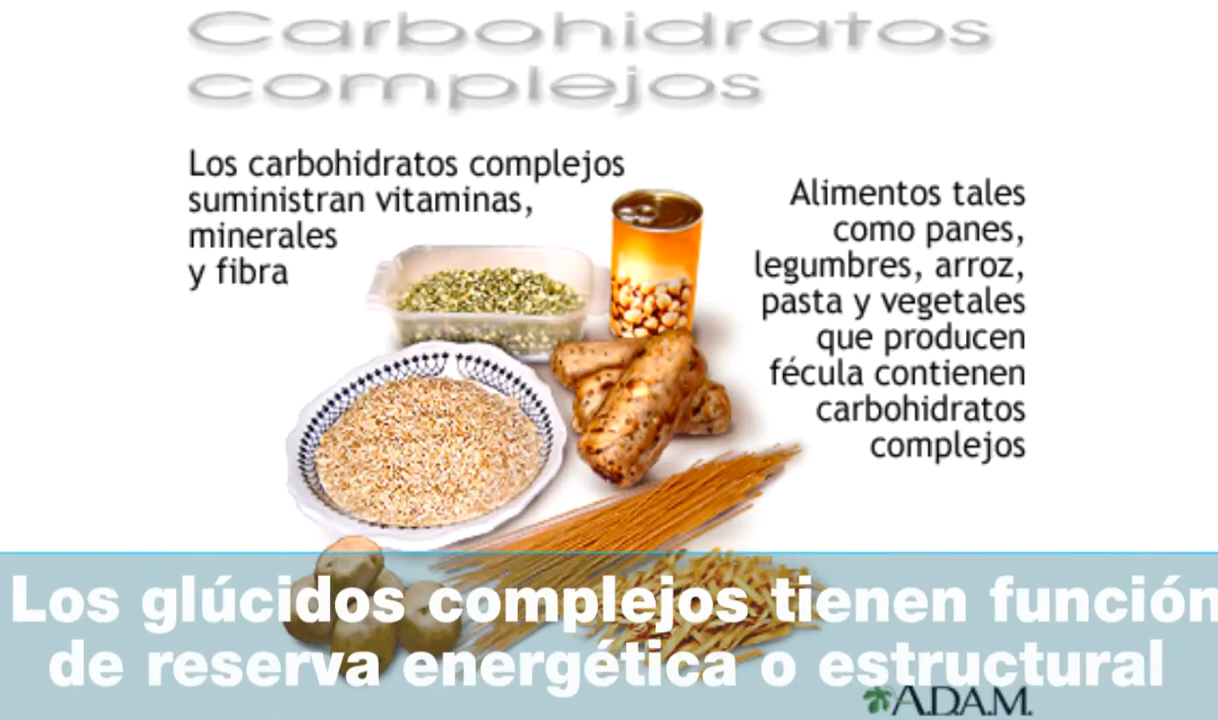 Carbohidratos
complejos
Los carbohidratos complejos
suministran vitaminas,
minerales
y fibra
Alimentos tales
como panes,
legumbres, arroz,
pasta y vegetales
que producen
fécula contienen
carbohidratos
complejos
Los glúcidos complejos tienen función
de reserva energética o estructural
A.D.A.M.